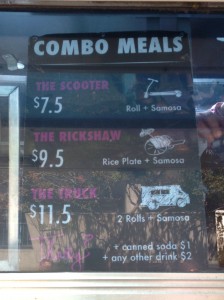 COMBO MEALS
THE SCOOTER
$7.5
Roll + Samosa
THE RICKSHAW
$9.5
Rice Plate + Samosa
THE TRUCK
$11.5
2 Rolls + Samosa
+ canned soda $1
+ any other drink $2